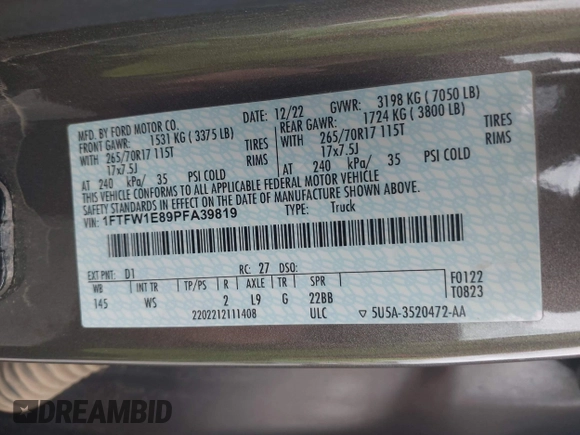 MFD. BY FORD MOTOR CO.
DATE: 12/22 GVWR: 3198 KG ( 7050 LB)
FRONT GAWR: 1531 KG ( 3375 LB) REAR GAWR: 1724 KG ( 3800 LB)
WITH 265/70R17 115T TIRES WITH 265/70R17 115T TIRES
17x7.5J RIMS 17x7.5J RIMS
AT 240 kPa/ 35 PSI COLD AT 240 kPa/ 35 PSI COLD
THIS VEHICLE CONFORMS TO ALL APPLICABLE FEDERAL MOTOR VEHICLE
SAFETY STANDARDS IN EFFECT ON THE DATE OF MANUFACTURE SHOWN ABOVE.
VIN: 1FTFW1E89PFA39819 TYPE: Truck
EXT PNT: D1 RC: 27 DSO:
WB INT TR TP/PS R AXLE TR SPR
145 WS 2 L9 G 22BB
F0122
T0823
2202212111408 ULC ▽ 5U5A-3520472-AA
DREAMBID